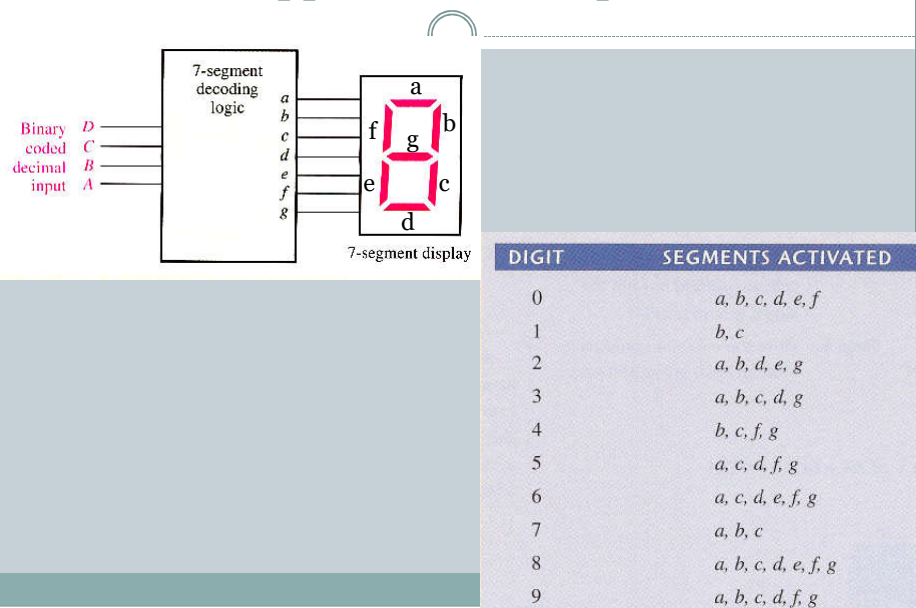 7-segment
decoding
logic
a
b
c
d
e
f
g
Binary D
coded C
decimal B
input A
a
f b
g
e c
d
7-segment display
DIGIT SEGMENTS ACTIVATED
0 a, b, c, d, e, f
1 b, c
2 a, b, d, e, g
3 a, b, c, d, g
4 b, c, f, g
5 a, c, d, f, g
6 a, c, d, e, f, g
7 a, b, c
8 a, b, c, d, e, f, g
9 a, b, c, d, f, g